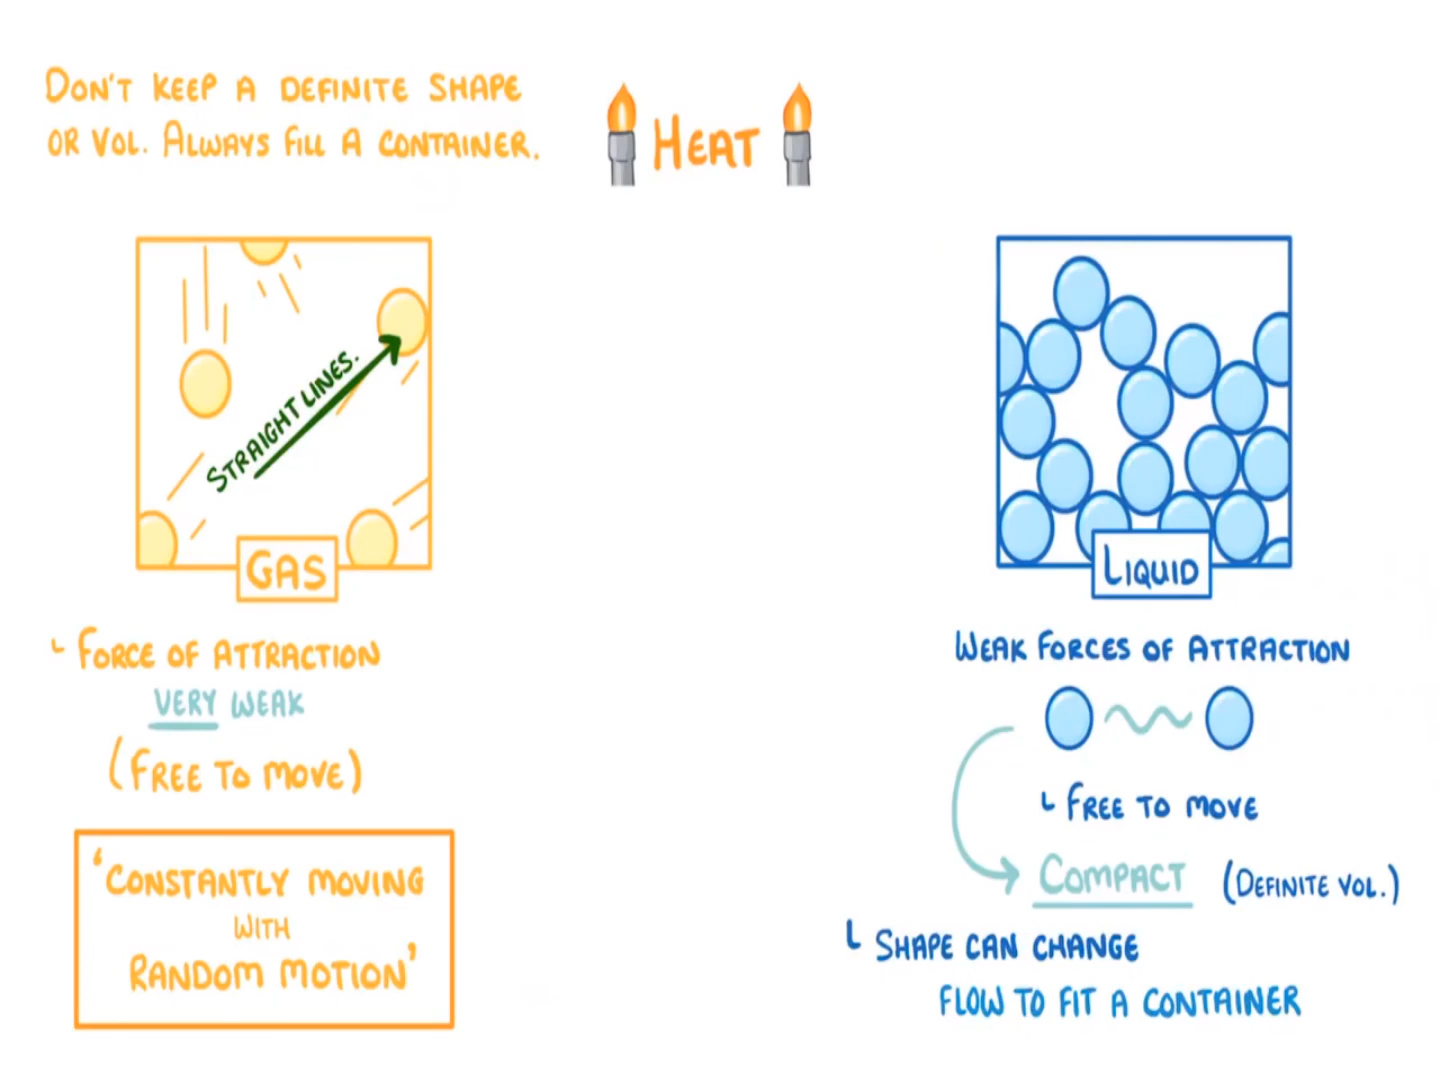 DON'T KEEP A DEFINITE SHAPE
OR VOL. ALWAYS FILL A CONTAINER.
HEAT
STRAIGHT LINES.
GAS
FORCE OF ATTRACTION
VERY WEAK
(FREE TO MOVE)
'CONSTANTLY MOVING
WITH
RANDOM MOTION'
LIQUID
WEAK FORCES OF ATTRACTION
FREE TO MOVE
COMPACT (DEFINITE VOL.)
SHAPE CAN CHANGE
FLOW TO FIT A CONTAINER